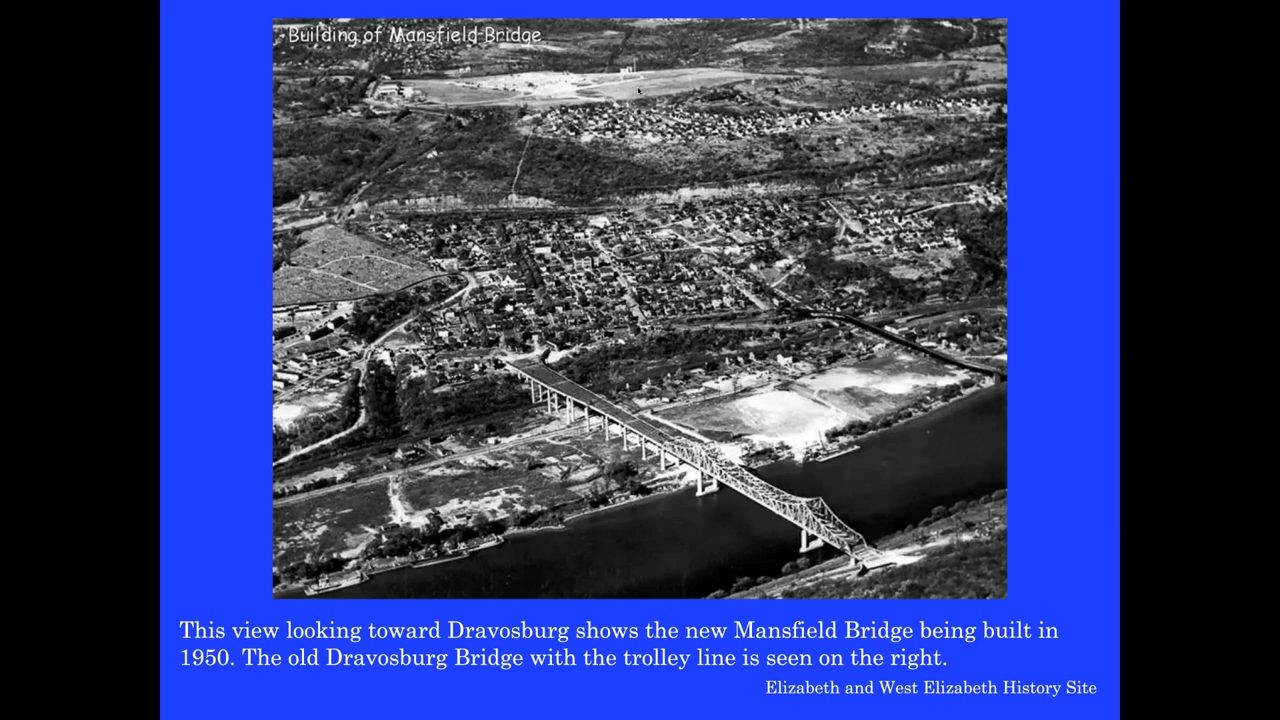 Building of Mansfield Bridge
This view looking toward Dravosburg shows the new Mansfield Bridge being built in
1950. The old Dravosburg Bridge with the trolley line is seen on the right.
Elizabeth and West Elizabeth History Site